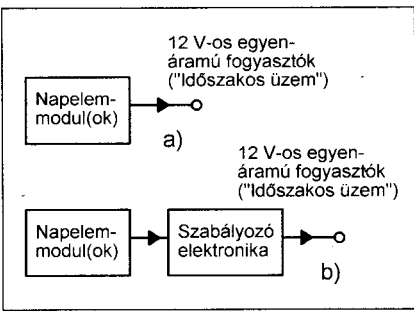 12 V-os egyen-
áramú fogyasztók
("Időszakos üzem")
Napelem-
modul(ok)
a)
12 V-os egyen-
áramú fogyasztók
("Időszakos üzem")
Napelem-
modul(ok)
Szabályozó
elektronika
b)